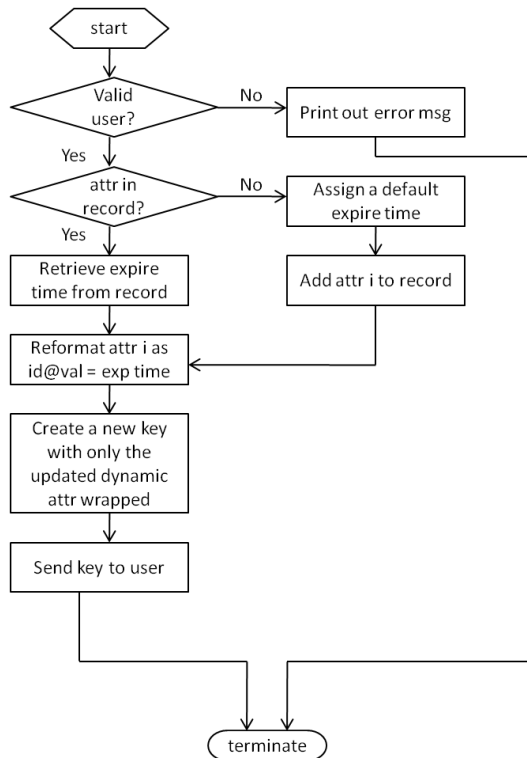 start
Valid
user?
No
Print out error msg
Yes
attr in
record?
No
Assign a default
expire time
Yes
Retrieve expire
time from record
Add attr i to record
Reformat attr i as
id@val = exp time
Create a new key
with only the
updated dynamic
attr wrapped
Send key to user
terminate